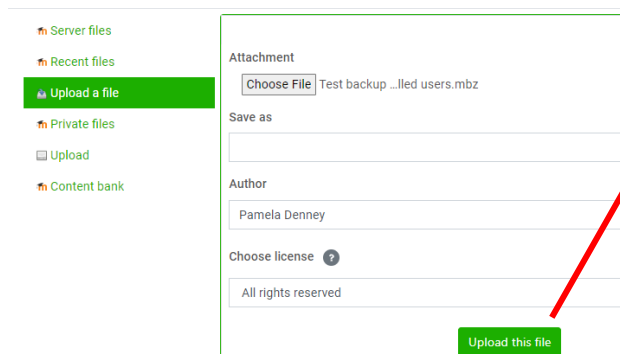 Server files
Recent files
Upload a file
Private files
Upload
Content bank
Attachment
Choose File Test backup ...lled users.mbz
Save as
Author
Pamela Denney
Choose license ?
All rights reserved
Upload this file